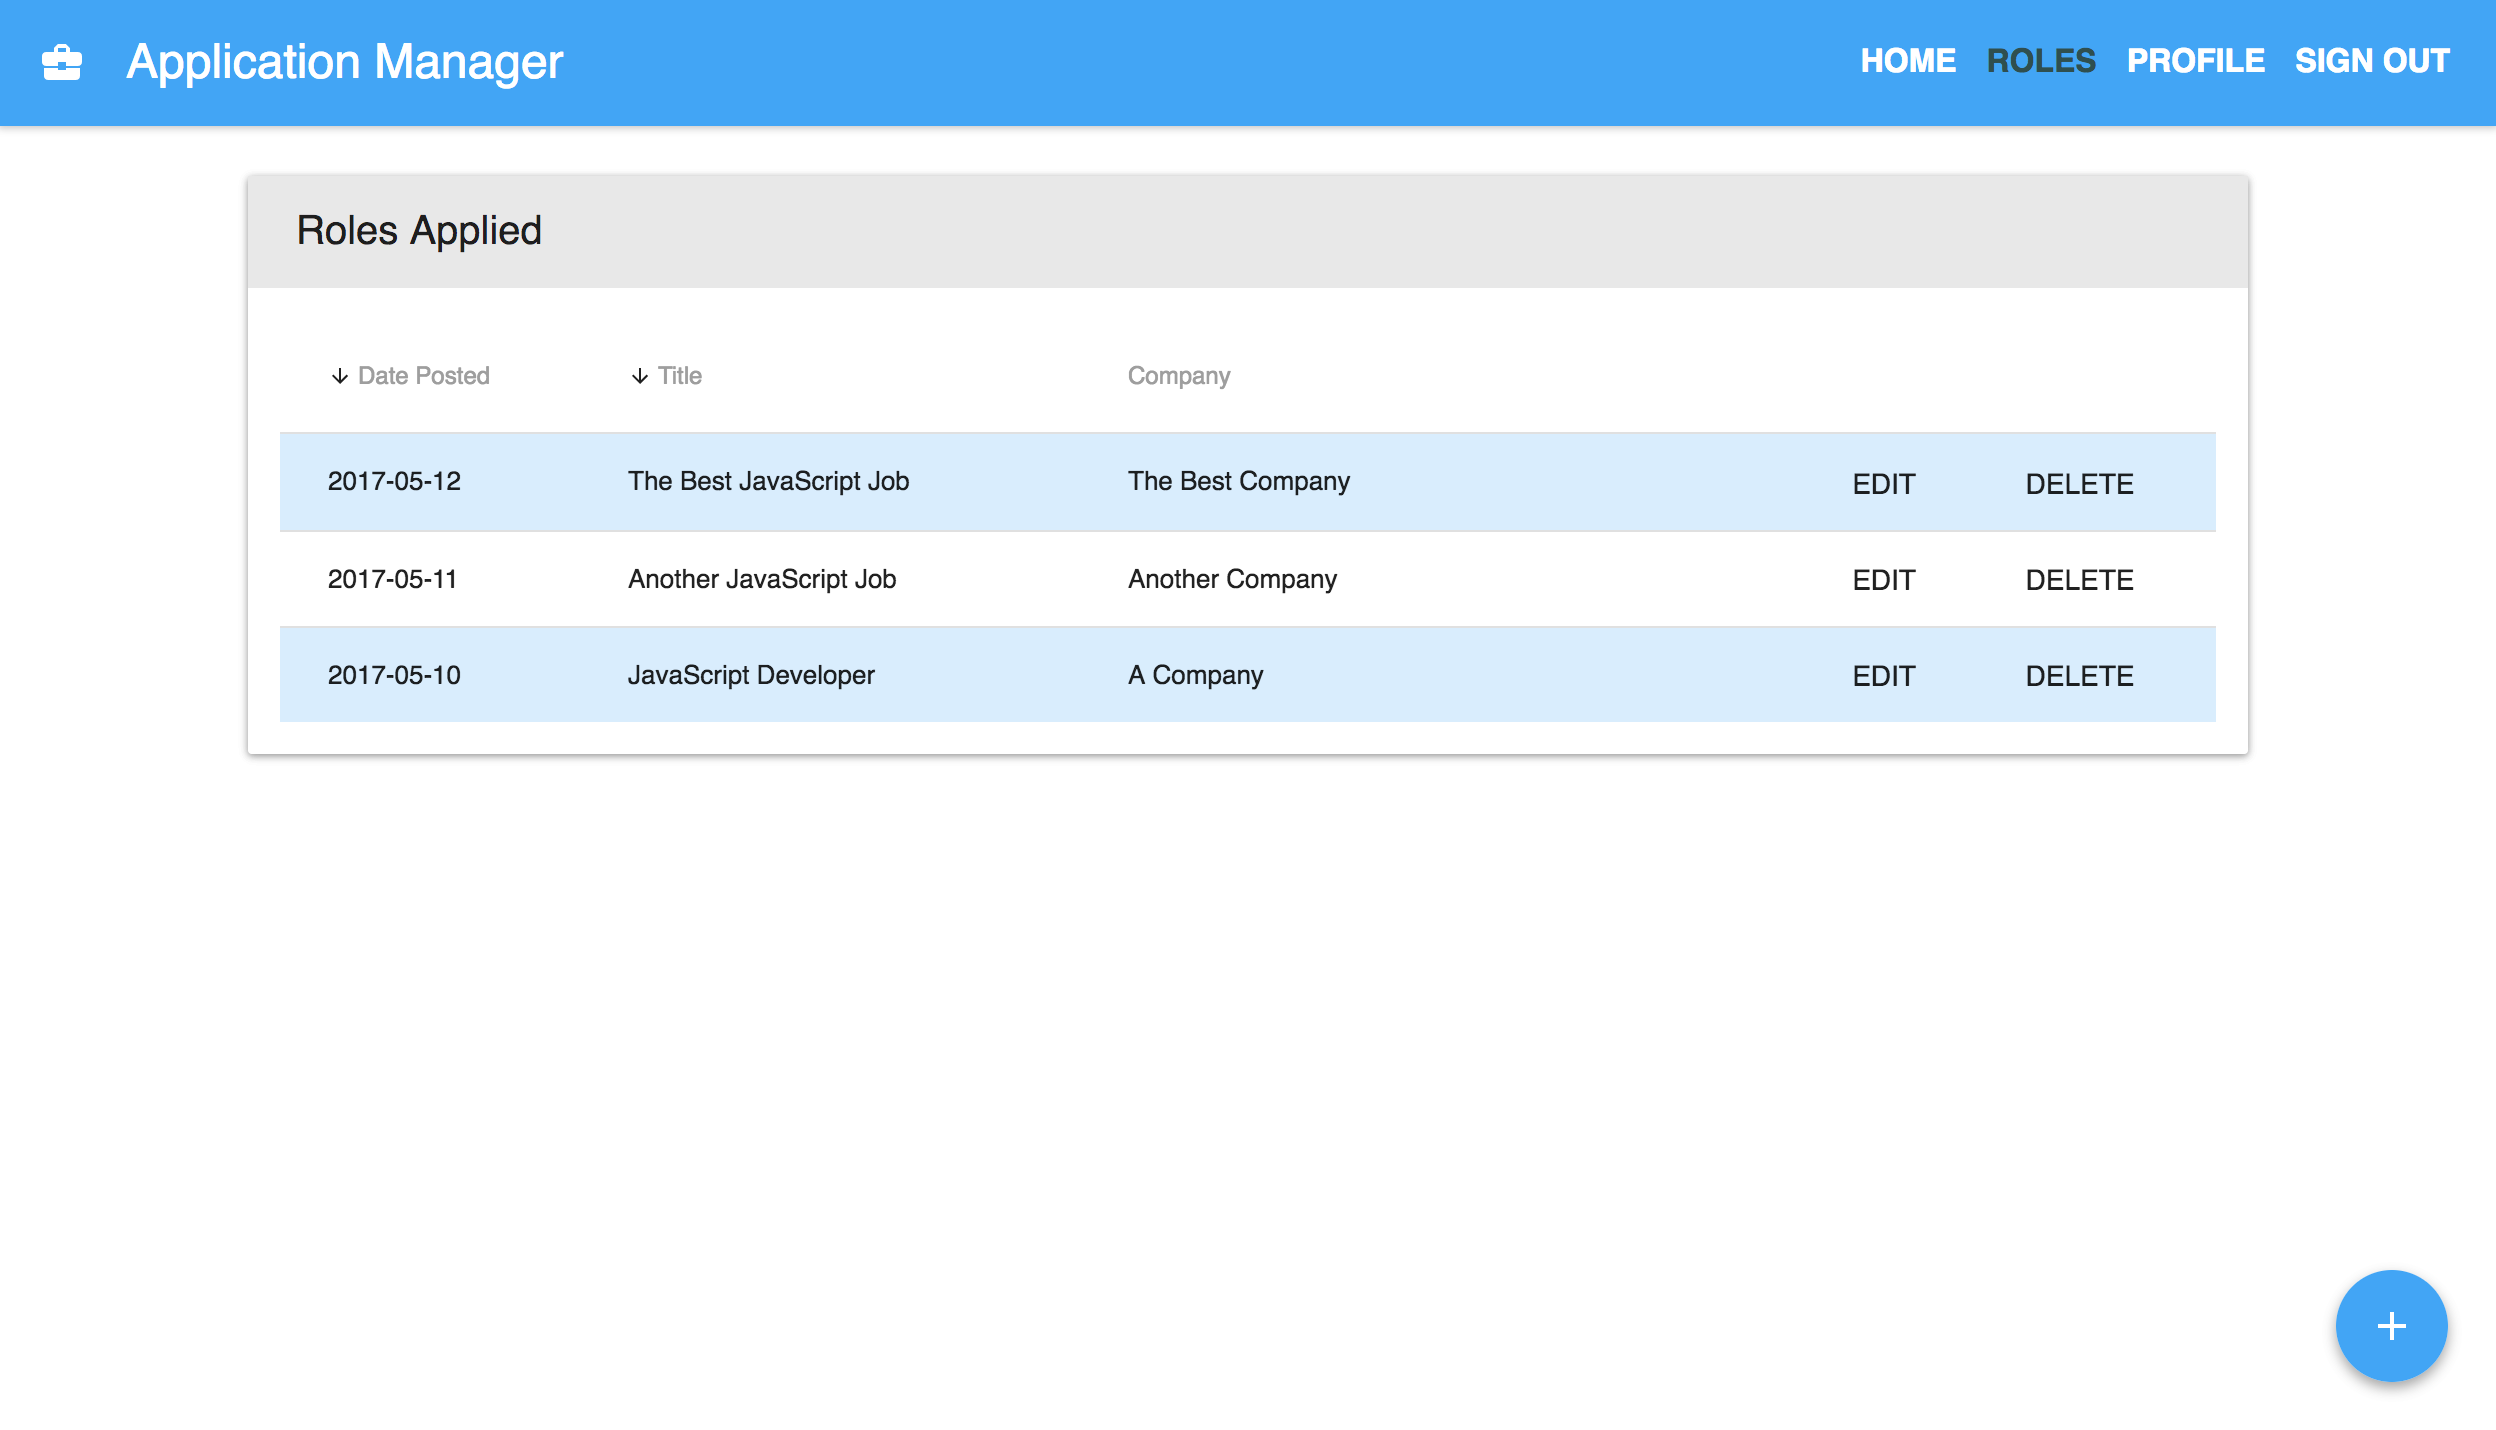 Application Manager HOME ROLES PROFILE SIGN OUT
Roles Applied
Date Posted Title Company
2017-05-12 The Best JavaScript Job The Best Company EDIT DELETE
2017-05-11 Another JavaScript Job Another Company EDIT DELETE
2017-05-10 JavaScript Developer A Company EDIT DELETE